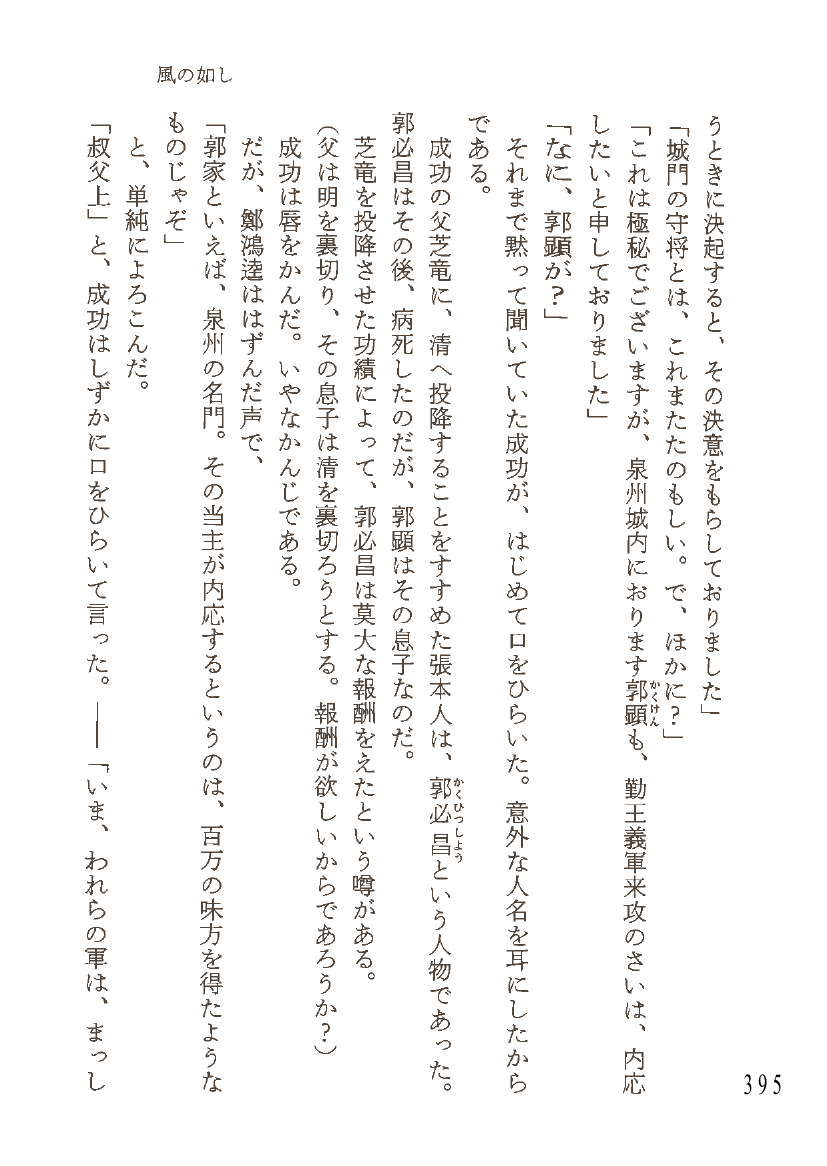 風の如し
うときに決起すると、その決意をもらしておりました」
「城門の守将とは、これまたたのもしい。で、ほかに？」
「これは極秘でございますが、泉州城内におります郭顕も、勤王義軍来攻のさいは、内応
かくけん
したいと申しておりました」
「なに、郭顕が？」
それまで黙って聞いていた成功が、はじめて口をひらいた。意外な人名を耳にしたから
である。
成功の父芝竜に、清へ投降することをすすめた張本人は、郭必昌という人物であった。
かくひつしよう
郭必昌はその後、病死したのだが、郭顕はその息子なのだ。
芝竜を投降させた功績によって、郭必昌は莫大な報酬をえたという噂がある。
（父は明を裏切り、その息子は清を裏切ろうとする。報酬が欲しいからであろうか？）
成功は唇をかんだ。いやなかんじである。
だが、鄭鴻逵ははずんだ声で、
「郭家といえば、泉州の名門。その当主が内応するというのは、百万の味方を得たような
ものじゃぞ」
と、単純によろこんだ。
「叔父上」と、成功はしずかに口をひらいて言った。――「いま、われらの軍は、まっし
395